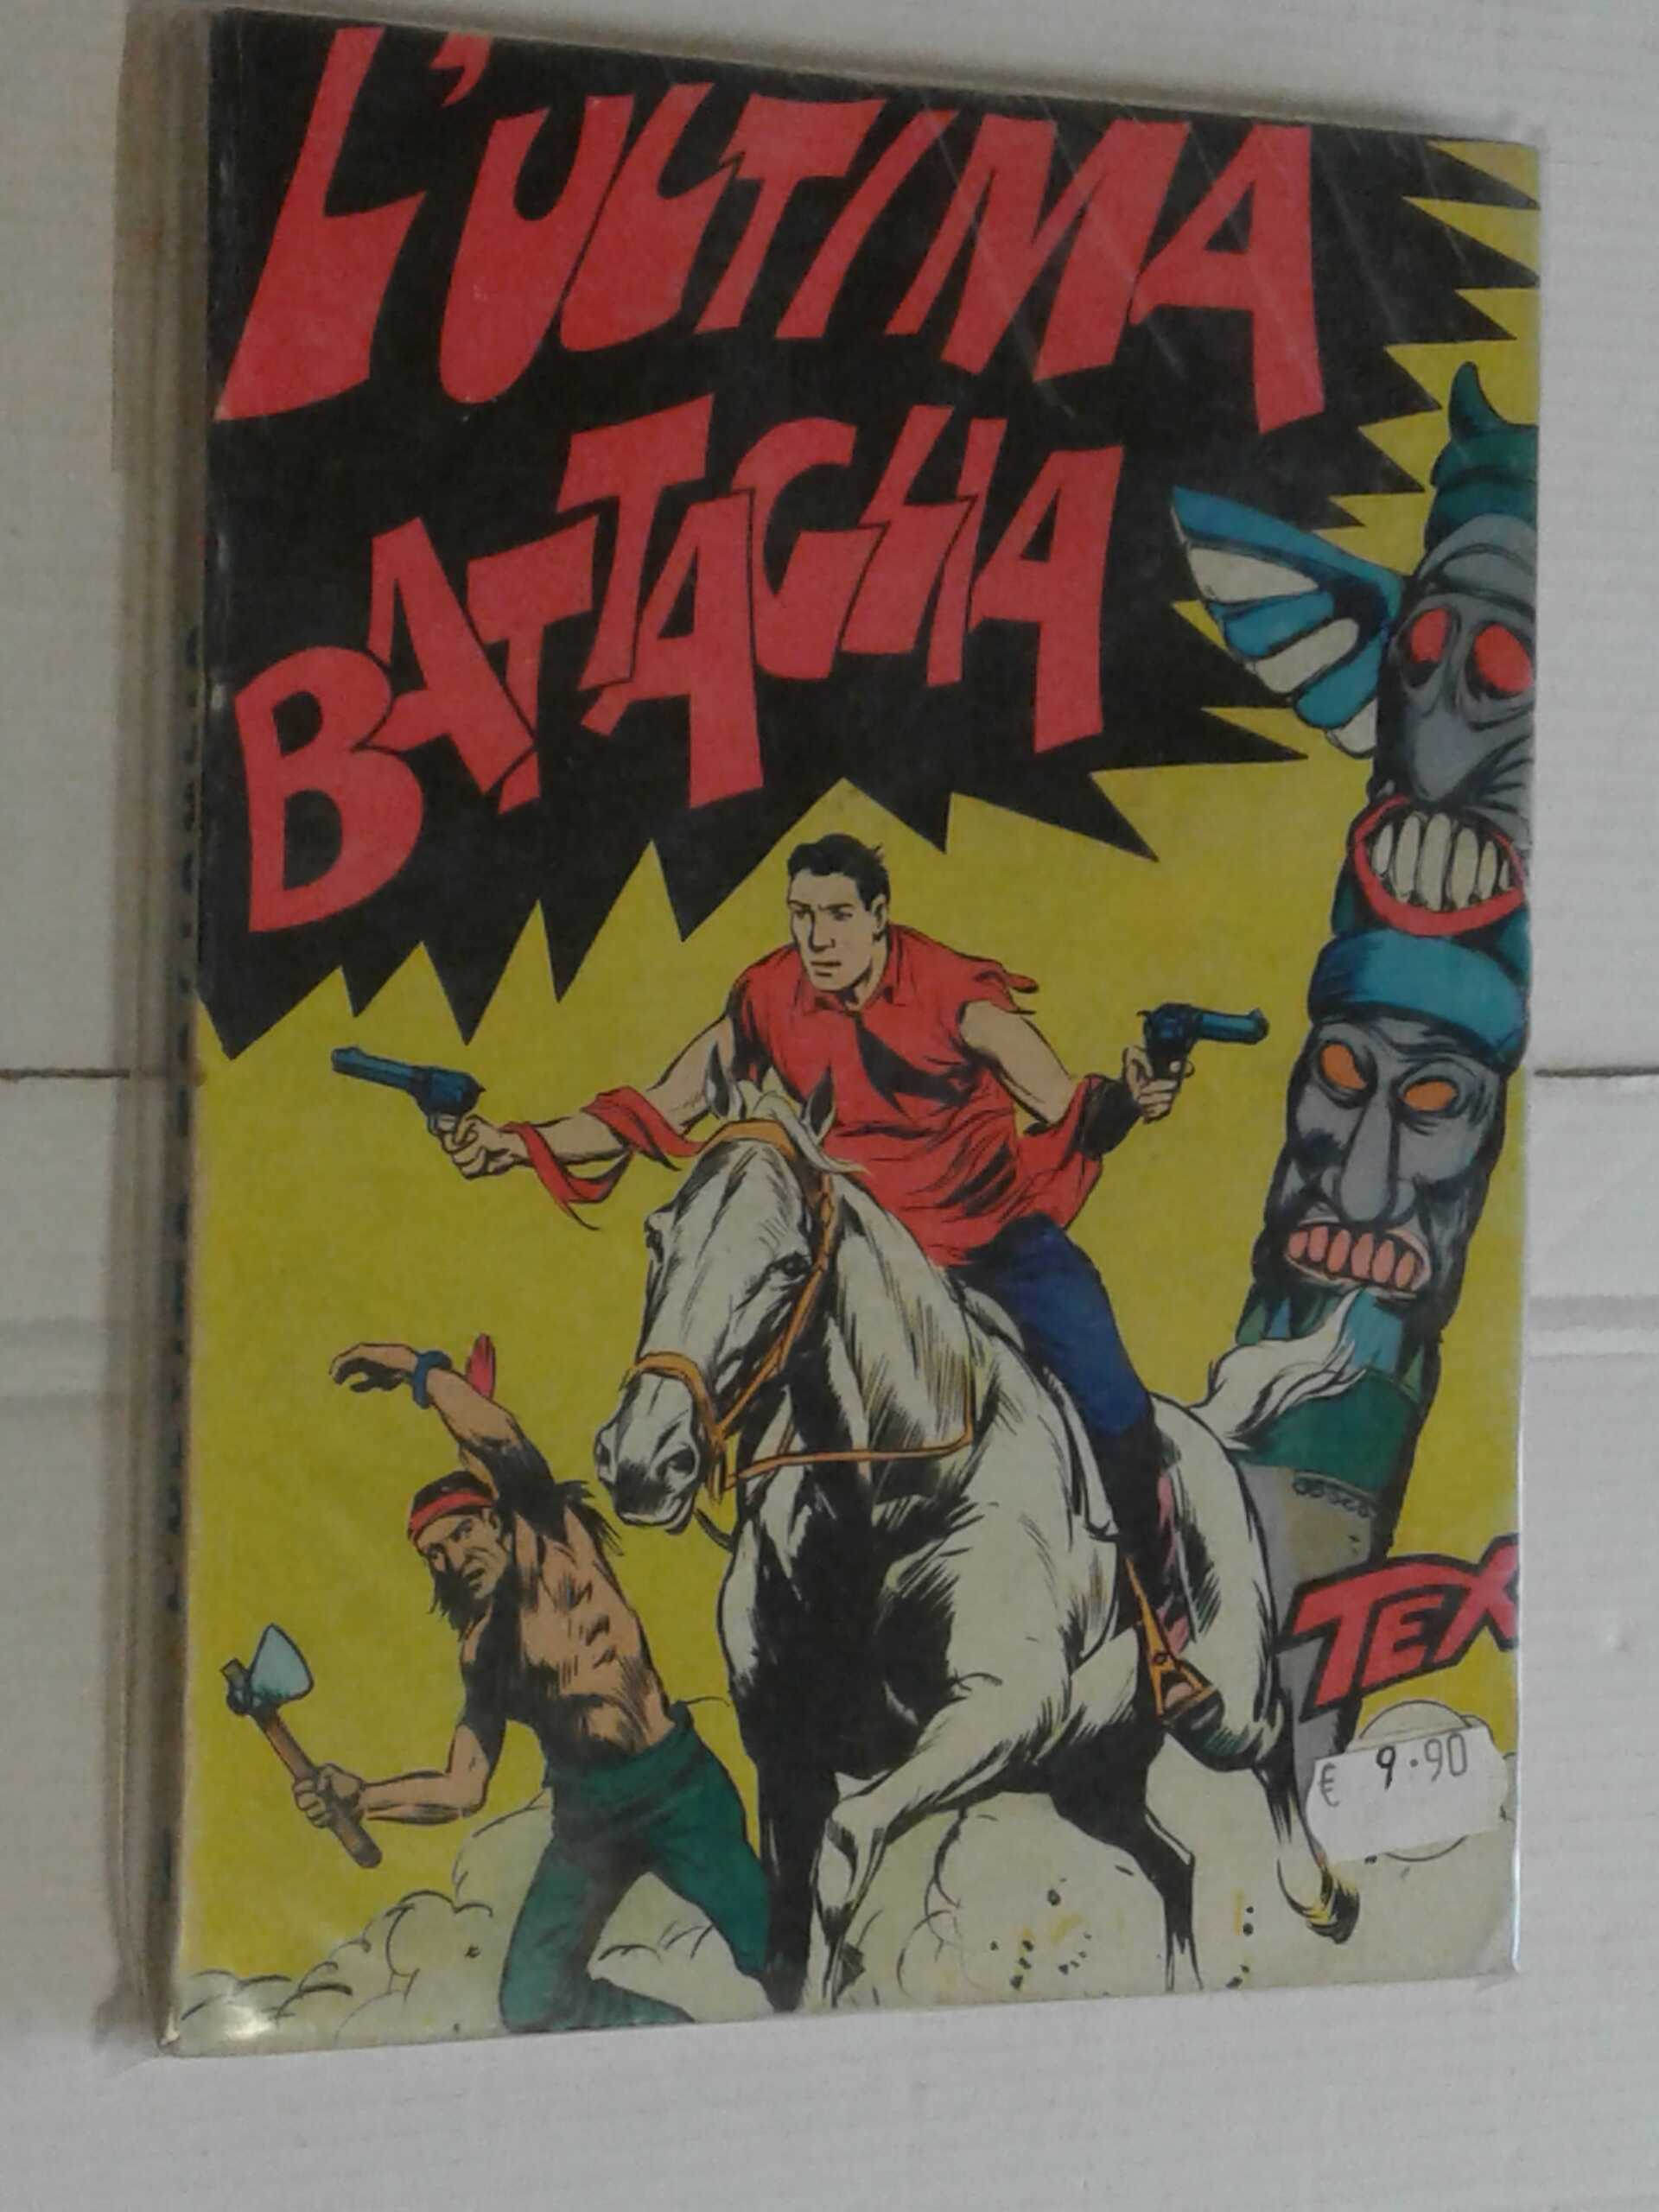 L'ULTIMA
BATTAGLIA
TEX
€ 9.90